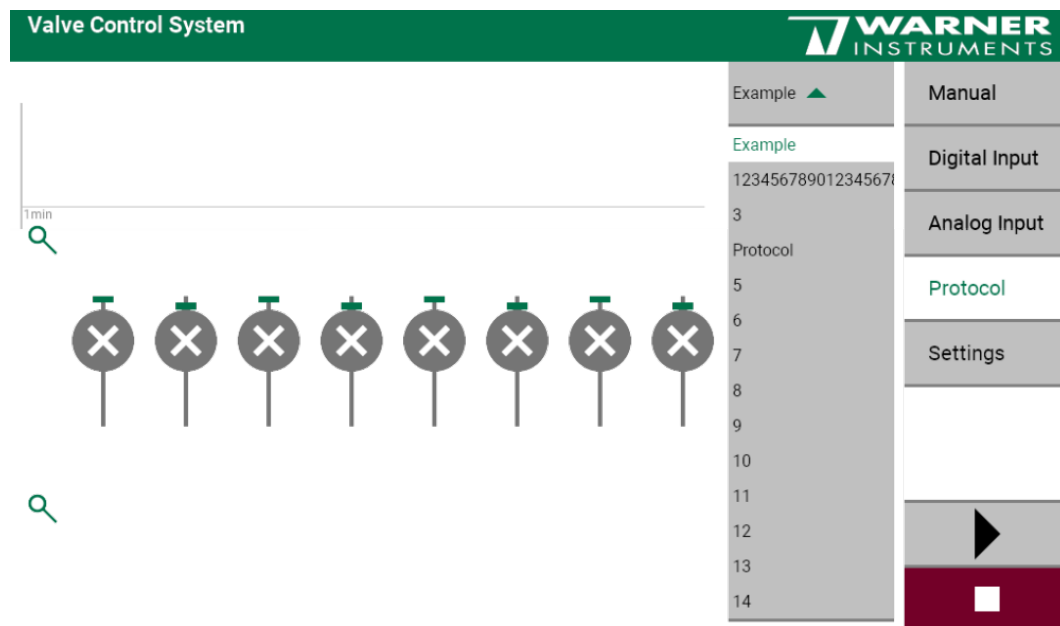 Valve Control System
WARNER
INSTRUMENTS
1min
Example
Example
123456789012345678
3
Protocol
5
6
7
8
9
10
11
12
13
14
Manual
Digital Input
Analog Input
Protocol
Settings